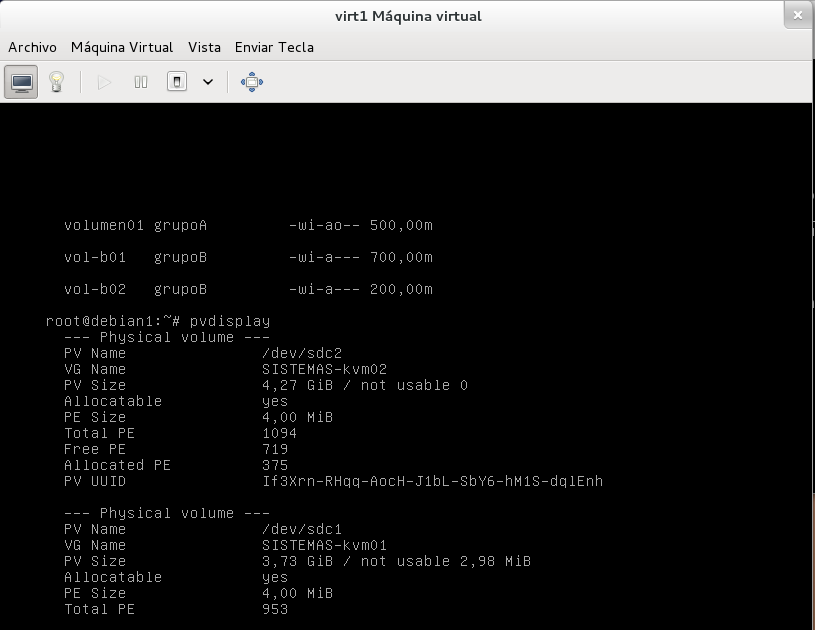 virt1 Máquina virtual
Archivo Máquina Virtual Vista Enviar Tecla
volumen01 grupoA -wi-ao-- 500,00m
vol-b01 grupoB -wi-a--- 700,00m
vol-b02 grupoB -wi-a--- 200,00m
root@debian1:~# pvdisplay
--- Physical volume ---
PV Name /dev/sdc2
VG Name SISTEMAS-kvm02
PV Size 4,27 GiB / not usable 0
Allocatable yes
PE Size 4,00 MiB
Total PE 1094
Free PE 719
Allocated PE 375
PV UUID If3Xrn-RHqq-AocH-J1bL-SbY6-hM1S-dqlEnh
--- Physical volume ---
PV Name /dev/sdc1
VG Name SISTEMAS-kvm01
PV Size 3,73 GiB / not usable 2,98 MiB
Allocatable yes
PE Size 4,00 MiB
Total PE 953